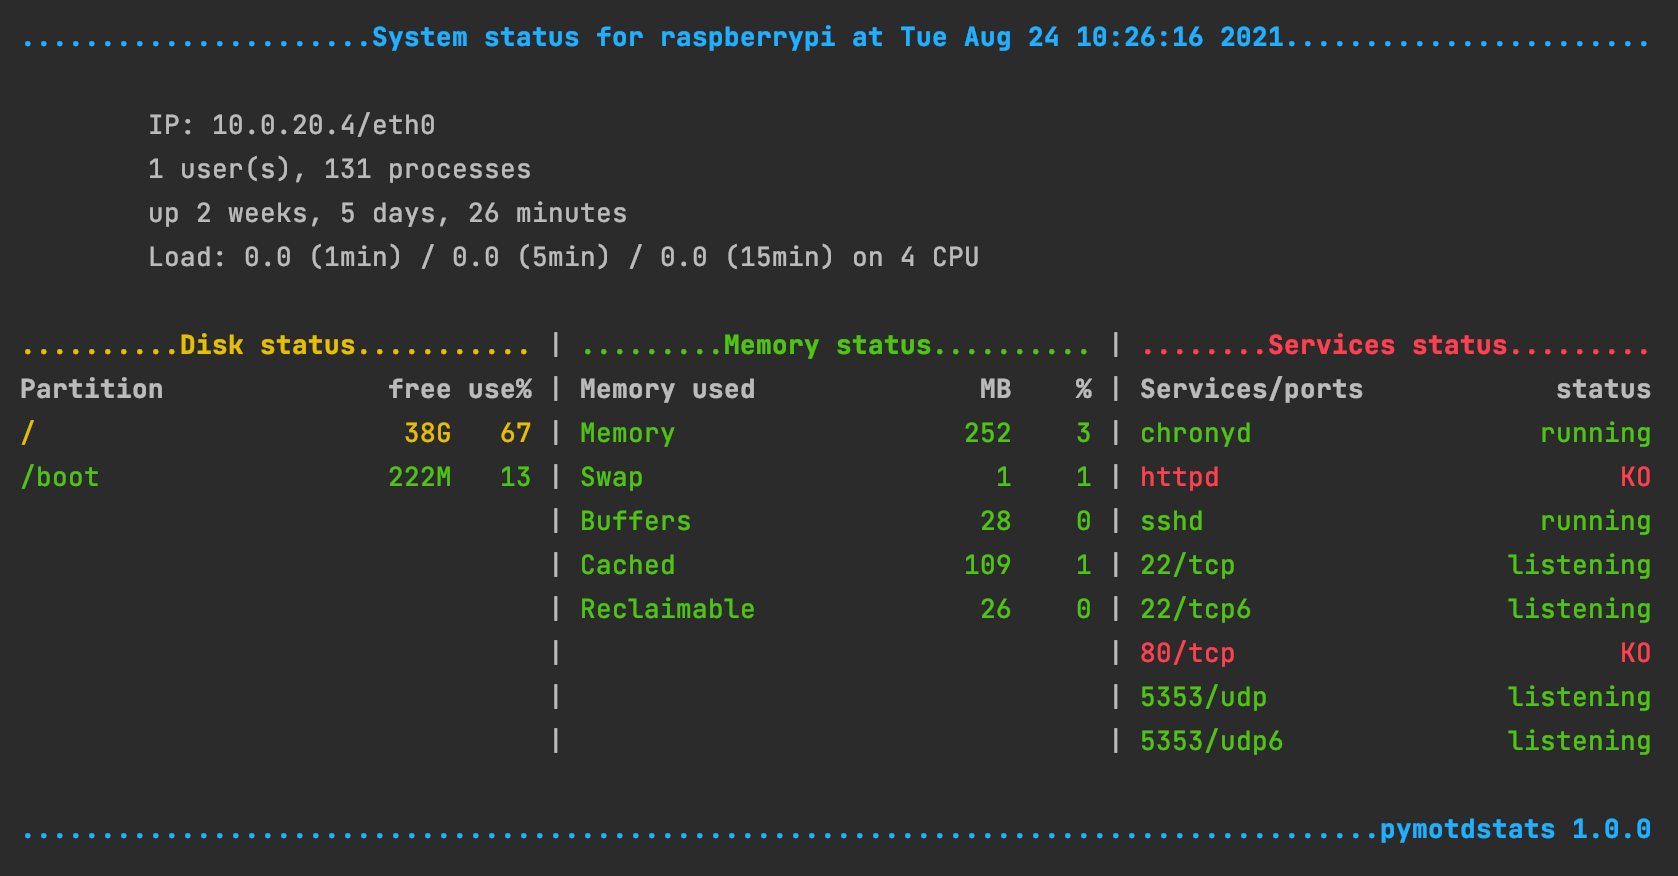 ......................System status for raspberrypi at Tue Aug 24 10:26:16 2021.......................
IP: 10.0.20.4/eth0
1 user(s), 131 processes
up 2 weeks, 5 days, 26 minutes
Load: 0.0 (1min) / 0.0 (5min) / 0.0 (15min) on 4 CPU
..........Disk status........... | .........Memory status.......... | ........Services status.........
Partition              free use% | Memory used              MB    % | Services/ports            status
/                       38G   67 | Memory                  252    3 | chronyd                  running
/boot                  222M   13 | Swap                      1    1 | httpd                         KO
                                 | Buffers                  28    0 | sshd                     running
                                 | Cached                  109    1 | 22/tcp                 listening
                                 | Reclaimable              26    0 | 22/tcp6                listening
                                 |                                  | 80/tcp                        KO
                                 |                                  | 5353/udp               listening
                                 |                                  | 5353/udp6              listening
.....................................................................................pymotdstats 1.0.0